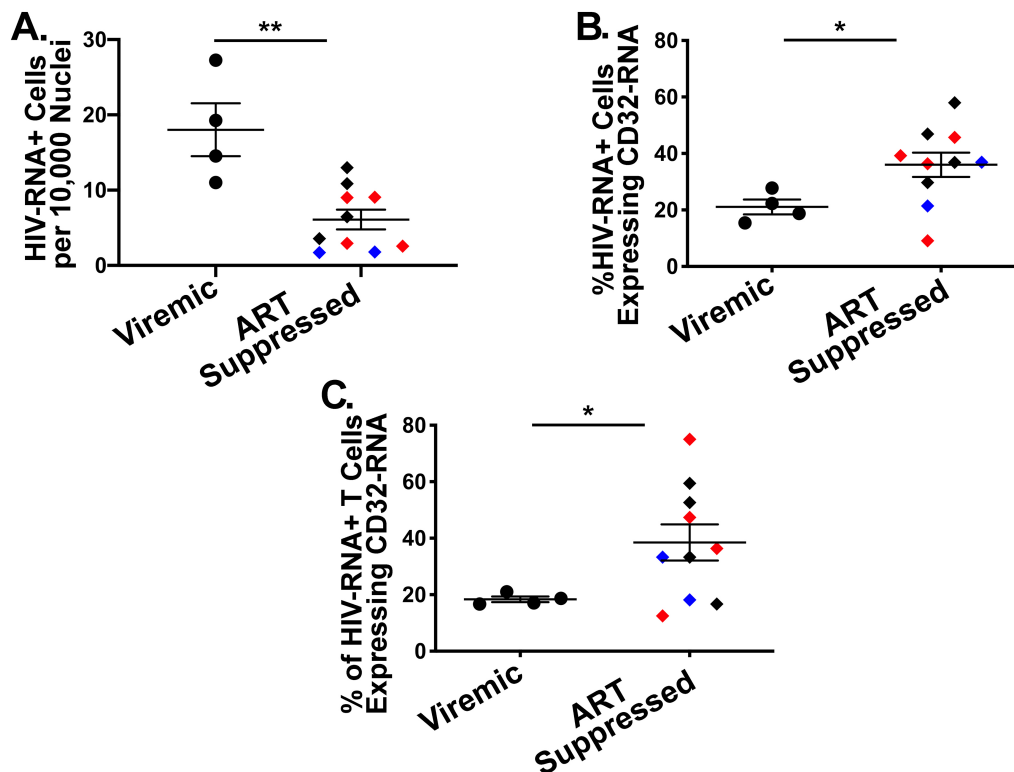 A.
HIV-RNA+ Cells
per 10,000 Nuclei
30
20
10
0
**
Viremic
ART
Suppressed
B.
%HIV-RNA+ Cells
Expressing CD32-RNA
80
60
40
20
0
*
Viremic
ART
Suppressed
C.
% of HIV-RNA+ T Cells
Expressing CD32-RNA
80
60
40
20
0
*
Viremic
ART
Suppressed